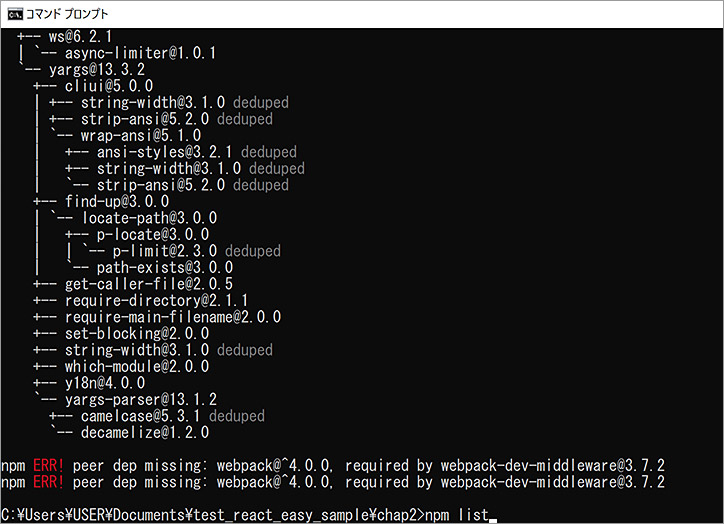 コマンド プロンプト
+-- ws@6.2.1
| `-- async-limiter@1.0.1
`-- yargs@13.3.2
+-- cliui@5.0.0
| +-- string-width@3.1.0 deduped
| +-- strip-ansi@5.2.0 deduped
| `-- wrap-ansi@5.1.0
|   +-- ansi-styles@3.2.1 deduped
|   +-- string-width@3.1.0 deduped
|   `-- strip-ansi@5.2.0 deduped
+-- find-up@3.0.0
| `-- locate-path@3.0.0
|   +-- p-locate@3.0.0
|   | `-- p-limit@2.3.0 deduped
|   `-- path-exists@3.0.0
+-- get-caller-file@2.0.5
+-- require-directory@2.1.1
+-- require-main-filename@2.0.0
+-- set-blocking@2.0.0
+-- string-width@3.1.0 deduped
+-- which-module@2.0.0
+-- y18n@4.0.0
`-- yargs-parser@13.1.2
+-- camelcase@5.3.1 deduped
`-- decamelize@1.2.0
npm ERR! peer dep missing: webpack@^4.0.0, required by webpack-dev-middleware@3.7.2
npm ERR! peer dep missing: webpack@^4.0.0, required by webpack-dev-middleware@3.7.2
C:¥Users¥USER¥Documents¥test_react_easy_sample¥chap2>npm list